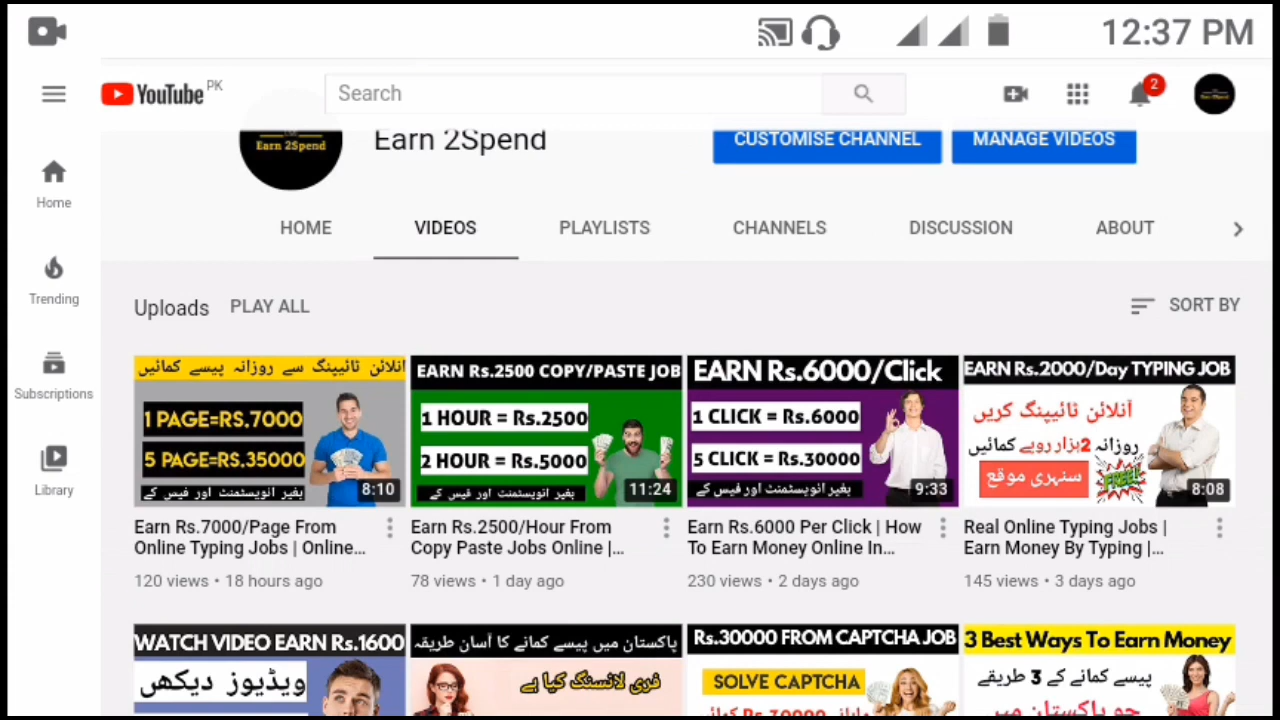 12:37 PM
YouTube PK
Search
2
Earn 2Spend
Earn 2Spend
CUSTOMISE CHANNEL
MANAGE VIDEOS
Home
Trending
Subscriptions
Library
HOME
VIDEOS
PLAYLISTS
CHANNELS
DISCUSSION
ABOUT
Uploads
PLAY ALL
SORT BY
انلائن ٹائیپنگ سے روزانہ پیسے کمائیں
1 PAGE=RS.7000
5 PAGE=RS.35000
بغیر انویسٹمنٹ اور فیس کے
8:10
Earn Rs.7000/Page From
Online Typing Jobs | Online...
120 views • 18 hours ago
EARN Rs.2500 COPY/PASTE JOB
1 HOUR = Rs.2500
2 HOUR = Rs.5000
بغیر انویسٹمنٹ اور فیس کے
11:24
Earn Rs.2500/Hour From
Copy Paste Jobs Online |...
78 views • 1 day ago
EARN Rs.6000/Click
1 CLICK = Rs.6000
5 CLICK = Rs.30000
بغیر انویسٹمنٹ اور فیس کے
9:33
Earn Rs.6000 Per Click | How
To Earn Money Online In...
230 views • 2 days ago
EARN Rs.2000/Day TYPING JOB
آنلائن ٹائیپنگ کریں
روزانہ 2ہزار روپے کمائیں
سنہری موقع
FREE!
8:08
Real Online Typing Jobs |
Earn Money By Typing |...
145 views • 3 days ago
WATCH VIDEO EARN Rs.1600
ویڈیوز دیکھں
پاکستان میں پیسے کمانے کا آسان طریقہ
فری لانسنگ کیا ہے
Rs.30000 FROM CAPTCHA JOB
SOLVE CAPTCHA
3 Best Ways To Earn Money
پیسے کمانے کے 3 طریقے
جو پاکستان میں